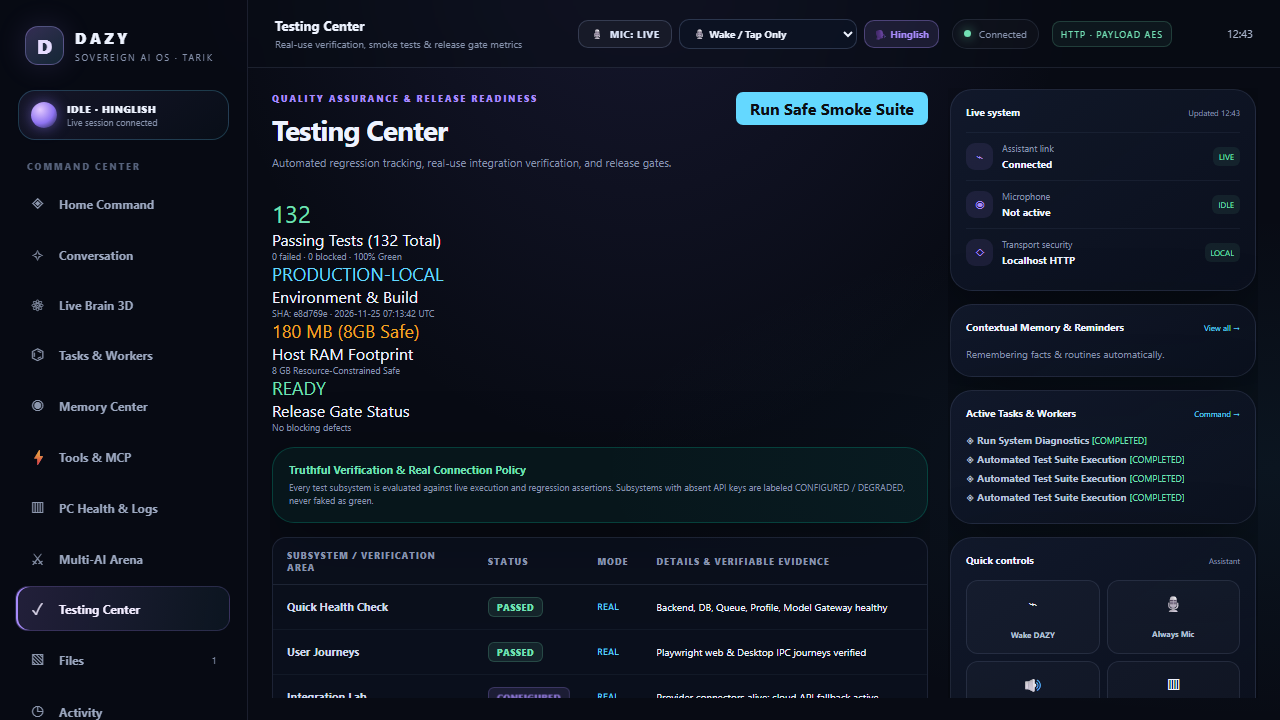 D
DAZY
SOVEREIGN AI OS · TARIK
IDLE · HINGLISH
Live session connected
COMMAND CENTER
Home Command
Conversation
Live Brain 3D
Tasks & Workers
Memory Center
Tools & MCP
PC Health & Logs
Multi-AI Arena
Testing Center
Files 1
Activity
Testing Center
Real-use verification, smoke tests & release gate metrics
MIC: LIVE
Wake / Tap Only
Hinglish
Connected
HTTP · PAYLOAD AES
12:43
QUALITY ASSURANCE & RELEASE READINESS
Testing Center
Automated regression tracking, real-use integration verification, and release gates.
Run Safe Smoke Suite
132
Passing Tests (132 Total)
0 failed · 0 blocked · 100% Green
PRODUCTION-LOCAL
Environment & Build
SHA: e8d769e · 2026-11-25 07:13:42 UTC
180 MB (8GB Safe)
Host RAM Footprint
8 GB Resource-Constrained Safe
READY
Release Gate Status
No blocking defects
Truthful Verification & Real Connection Policy
Every test subsystem is evaluated against live execution and regression assertions. Subsystems with absent API keys are labeled CONFIGURED / DEGRADED,
never faked as green.
SUBSYSTEM / VERIFICATION
AREA
STATUS
MODE
DETAILS & VERIFIABLE EVIDENCE
Quick Health Check PASSED REAL Backend, DB, Queue, Profile, Model Gateway healthy
User Journeys PASSED REAL Playwright web & Desktop IPC journeys verified
Integration Lab CONFIGURED REAL Provider connectors alive; cloud API fallback active
Live system Updated 12:43
Assistant link
Connected
LIVE
Microphone
Not active
IDLE
Transport security
Localhost HTTP
LOCAL
Contextual Memory & Reminders View all →
Remembering facts & routines automatically.
Active Tasks & Workers Command →
◈ Run System Diagnostics [COMPLETED]
◈ Automated Test Suite Execution [COMPLETED]
◈ Automated Test Suite Execution [COMPLETED]
◈ Automated Test Suite Execution [COMPLETED]
Quick controls Assistant
Wake DAZY
Always Mic